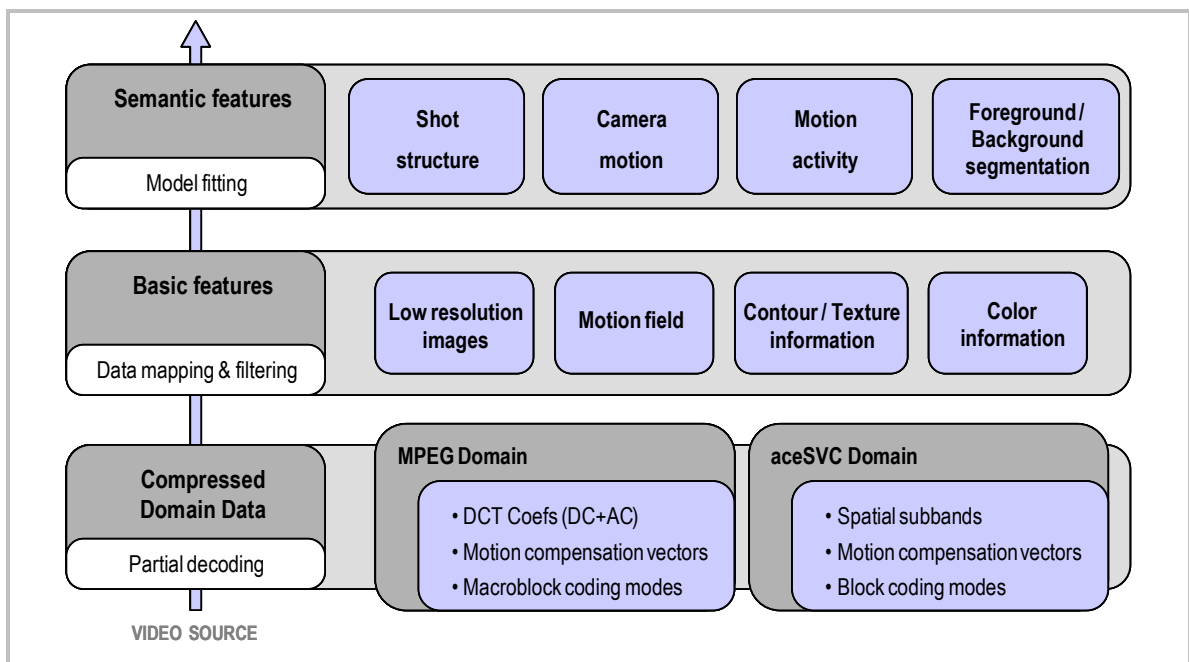 Semantic features
Model fitting
Shot
structure
Camera
motion
Motion
activity
Foreground /
Background
segmentation
Basic features
Data mapping & filtering
Low resolution
images
Motion field
Contour / Texture
information
Color
information
Compressed
Domain Data
Partial decoding
MPEG Domain
• DCT Coefs (DC+AC)
• Motion compensation vectors
• Macroblock coding modes
aceSVC Domain
• Spatial subbands
• Motion compensation vectors
• Block coding modes
VIDEO SOURCE